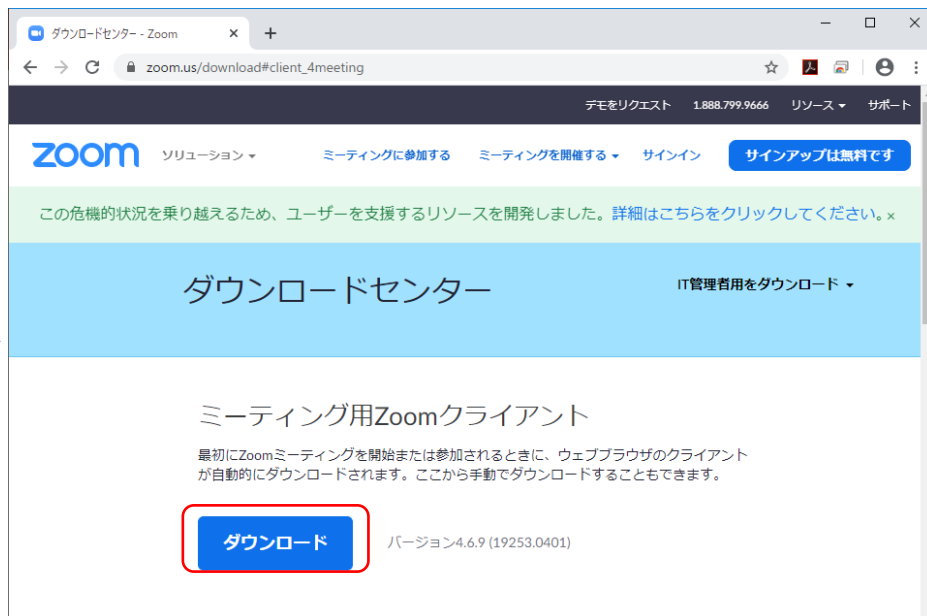 ダウンロードセンター - Zoom
zoom.us/download#client_4meeting
デモをリクエスト 1.888.799.9666 リソース サポート
zoom ソリューション ミーティングに参加する ミーティングを開催する サインイン サインアップは無料です
この危機的状況を乗り越えるため、ユーザーを支援するリソースを開発しました。詳細はこちらをクリックしてください。×
ダウンロードセンター IT管理者用をダウンロード
ミーティング用Zoomクライアント
最初にZoomミーティングを開始または参加されるときに、ウェブブラウザのクライアント
が自動的にダウンロードされます。ここから手動でダウンロードすることもできます。
ダウンロード バージョン4.6.9 (19253.0401)